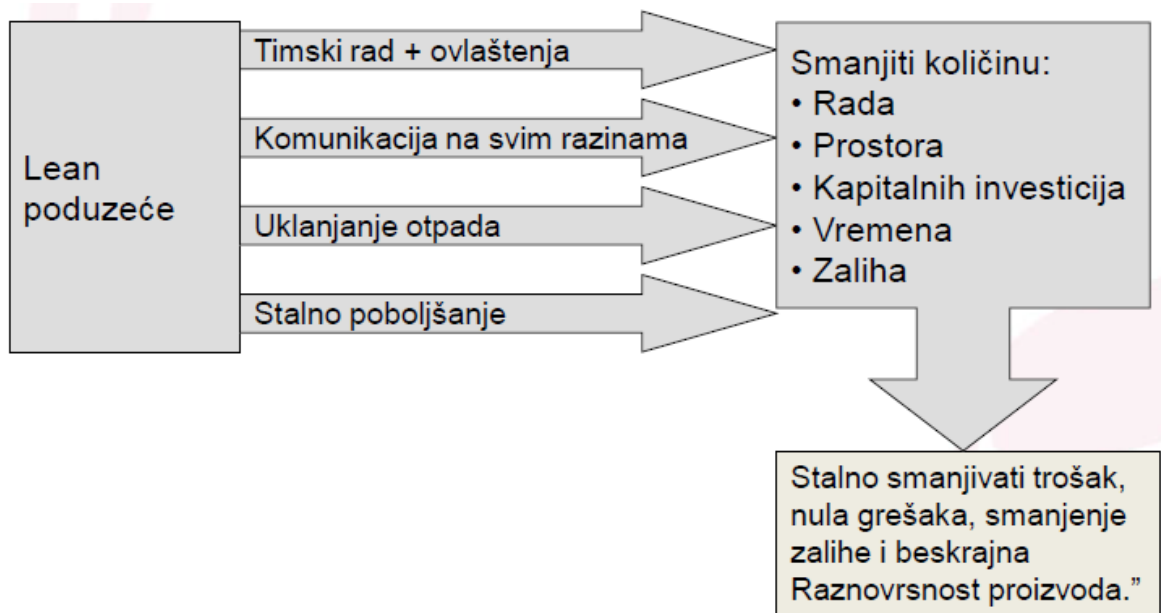 Lean
poduzeće
Timski rad + ovlaštenja
Komunikacija na svim razinama
Uklanjanje otpada
Stalno poboljšanje
Smanjiti količinu:
• Rada
• Prostora
• Kapitalnih investicija
• Vremena
• Zaliha
Stalno smanjivati trošak,
nula grešaka, smanjenje
zalihe i beskrajna
Raznovrsnost proizvoda.”